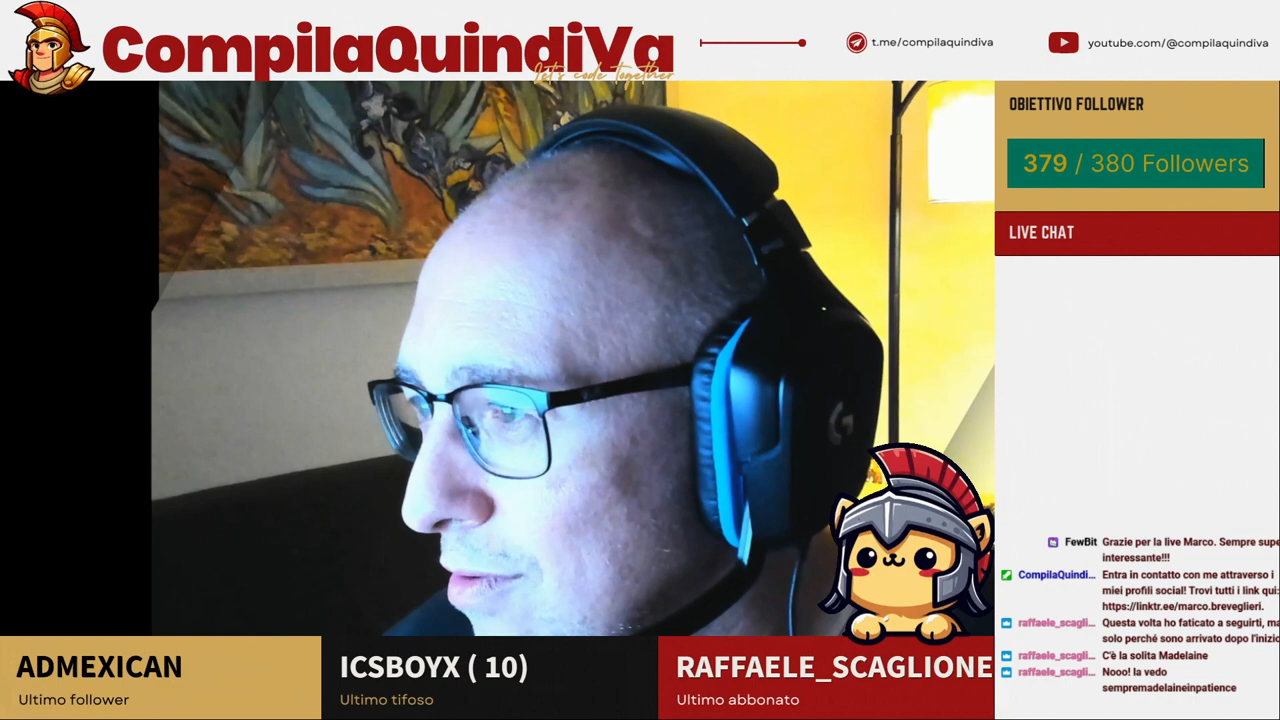 CompilaQuindiVa
Let's code together
t.me/compilaquindiva
youtube.com/@compilaquindiva
OBIETTIVO FOLLOWER
379 / 380 Followers
LIVE CHAT
FewBit Grazie per la live Marco. Sempre supe
interessante!!!
CompilaQuindi... Entra in contatto con me attraverso i
miei profili social! Trovi tutti i link qui:
https://linktr.ee/marco.breveglieri.
raffaele_scagli... Questa volta ho faticato a seguirti, ma
solo perché sono arrivato dopo l'inizio
raffaele_scagli... C'è la solita Madelaine
raffaele_scagli... Nooo! la vedo
sempremadelaineinpatience
ADMEXICAN
Ultimo follower
ICSBOYX ( 10)
Ultimo tifoso
RAFFAELE_SCAGLIONE
Ultimo abbonato